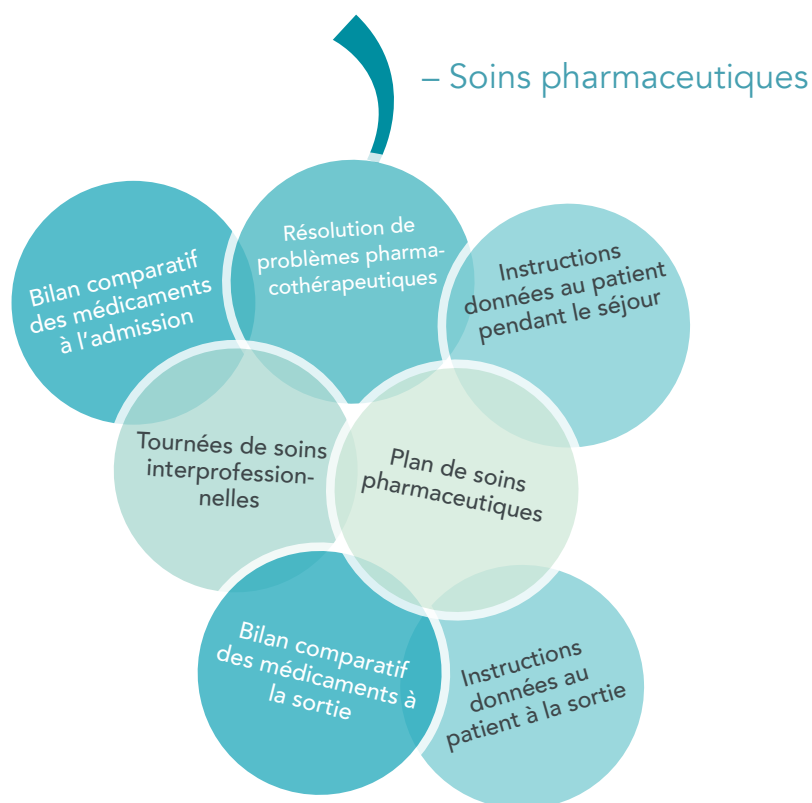 – Soins pharmaceutiques
Bilan comparatif
des médicaments
à l'admission
Résolution de
problèmes pharma-
cothérapeutiques
Instructions
données au patient
pendant le séjour
Tournées de soins
interprofession-
nelles
Plan de soins
pharmaceutiques
Bilan comparatif
des médicaments à
la sortie
Instructions
données au
patient à la sortie